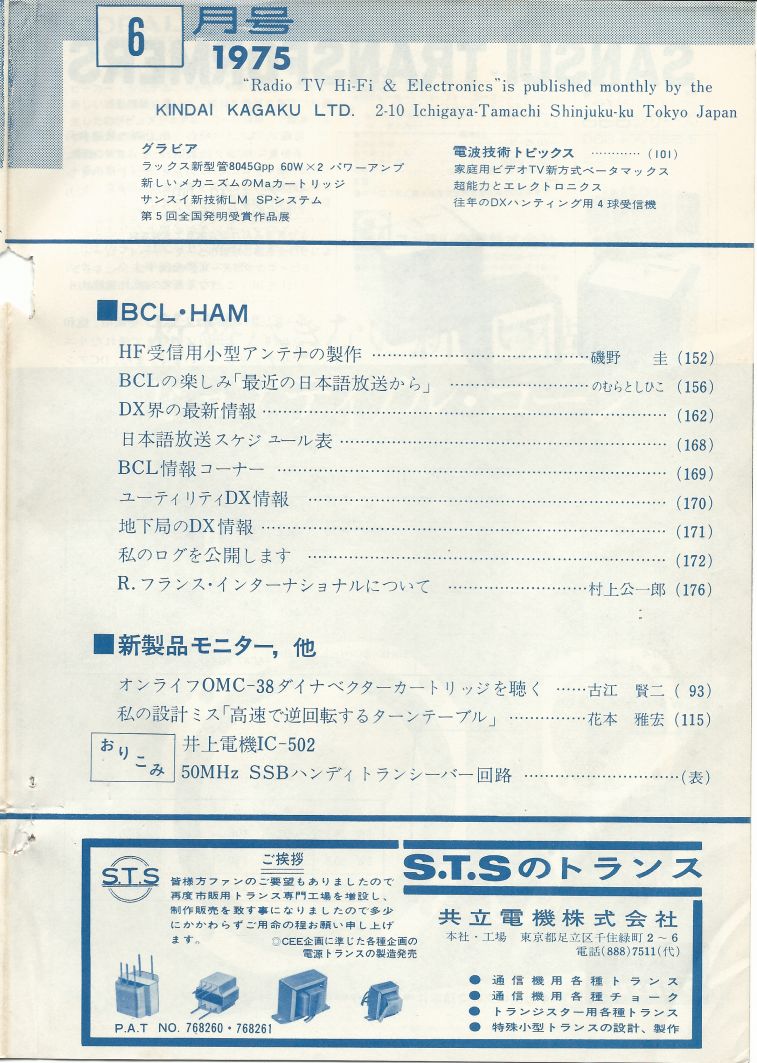 6 月号
1975
"Radio TV Hi-Fi & Electronics" is published monthly by the
KINDAI KAGAKU LTD. 2-10 Ichigaya-Tamachi Shinjuku-ku Tokyo Japan
グラビア
ラックス新型管8045Gpp 60W×2 パワーアンプ
新しいメカニズムのMaカートリッジ
サンスイ新技術LM SPシステム
第5回全国発明受賞作品展
電波技術トピックス …………(101)
家庭用ビデオTV新方式ベータマックス
超能力とエレクトロニクス
往年のDXハンティング用4球受信機
■BCL・HAM
HF受信用小型アンテナの製作 ……………………………磯野 圭 (152)
BCLの楽しみ「最近の日本語放送から」 …………………のむらとしひこ (156)
DX界の最新情報 ……………………………………………………(162)
日本語放送スケジュール表 …………………………………………(168)
BCL情報コーナー ……………………………………………………(169)
ユーティリティDX情報 ………………………………………………(170)
地下局のDX情報 ……………………………………………………(171)
私のログを公開します ………………………………………………(172)
R.フランス・インターナショナルについて …………………村上公一郎 (176)
■新製品モニター，他
オンライフOMC-38ダイナベクターカートリッジを聴く ……古江 賢二 ( 93)
私の設計ミス「高速で逆回転するターンテーブル」 …………花本 雅宏 (115)
おりこみ
井上電機IC-502
50MHz SSBハンディトランシーバー回路 ……………………(表)
S.T.S
ご挨拶
皆様方ファンのご要望もありましたので
再度市販用トランス専門工場を増設し、
制作販売を致す事になりましたので多少
にかかわらずご用命の程お願い申し上げ
ます。
◎CEE企画に準じた各種企画の
電源トランスの製造発売
P.A.T NO. 768260・768261
S.T.Sのトランス
共立電機株式会社
本社・工場 東京都足立区千住緑町2～6
電話(888)7511(代)
● 通信機用各種トランス
● 通信機用各種チョーク
● トランジスター用各種トランス
● 特殊小型トランスの設計、製作